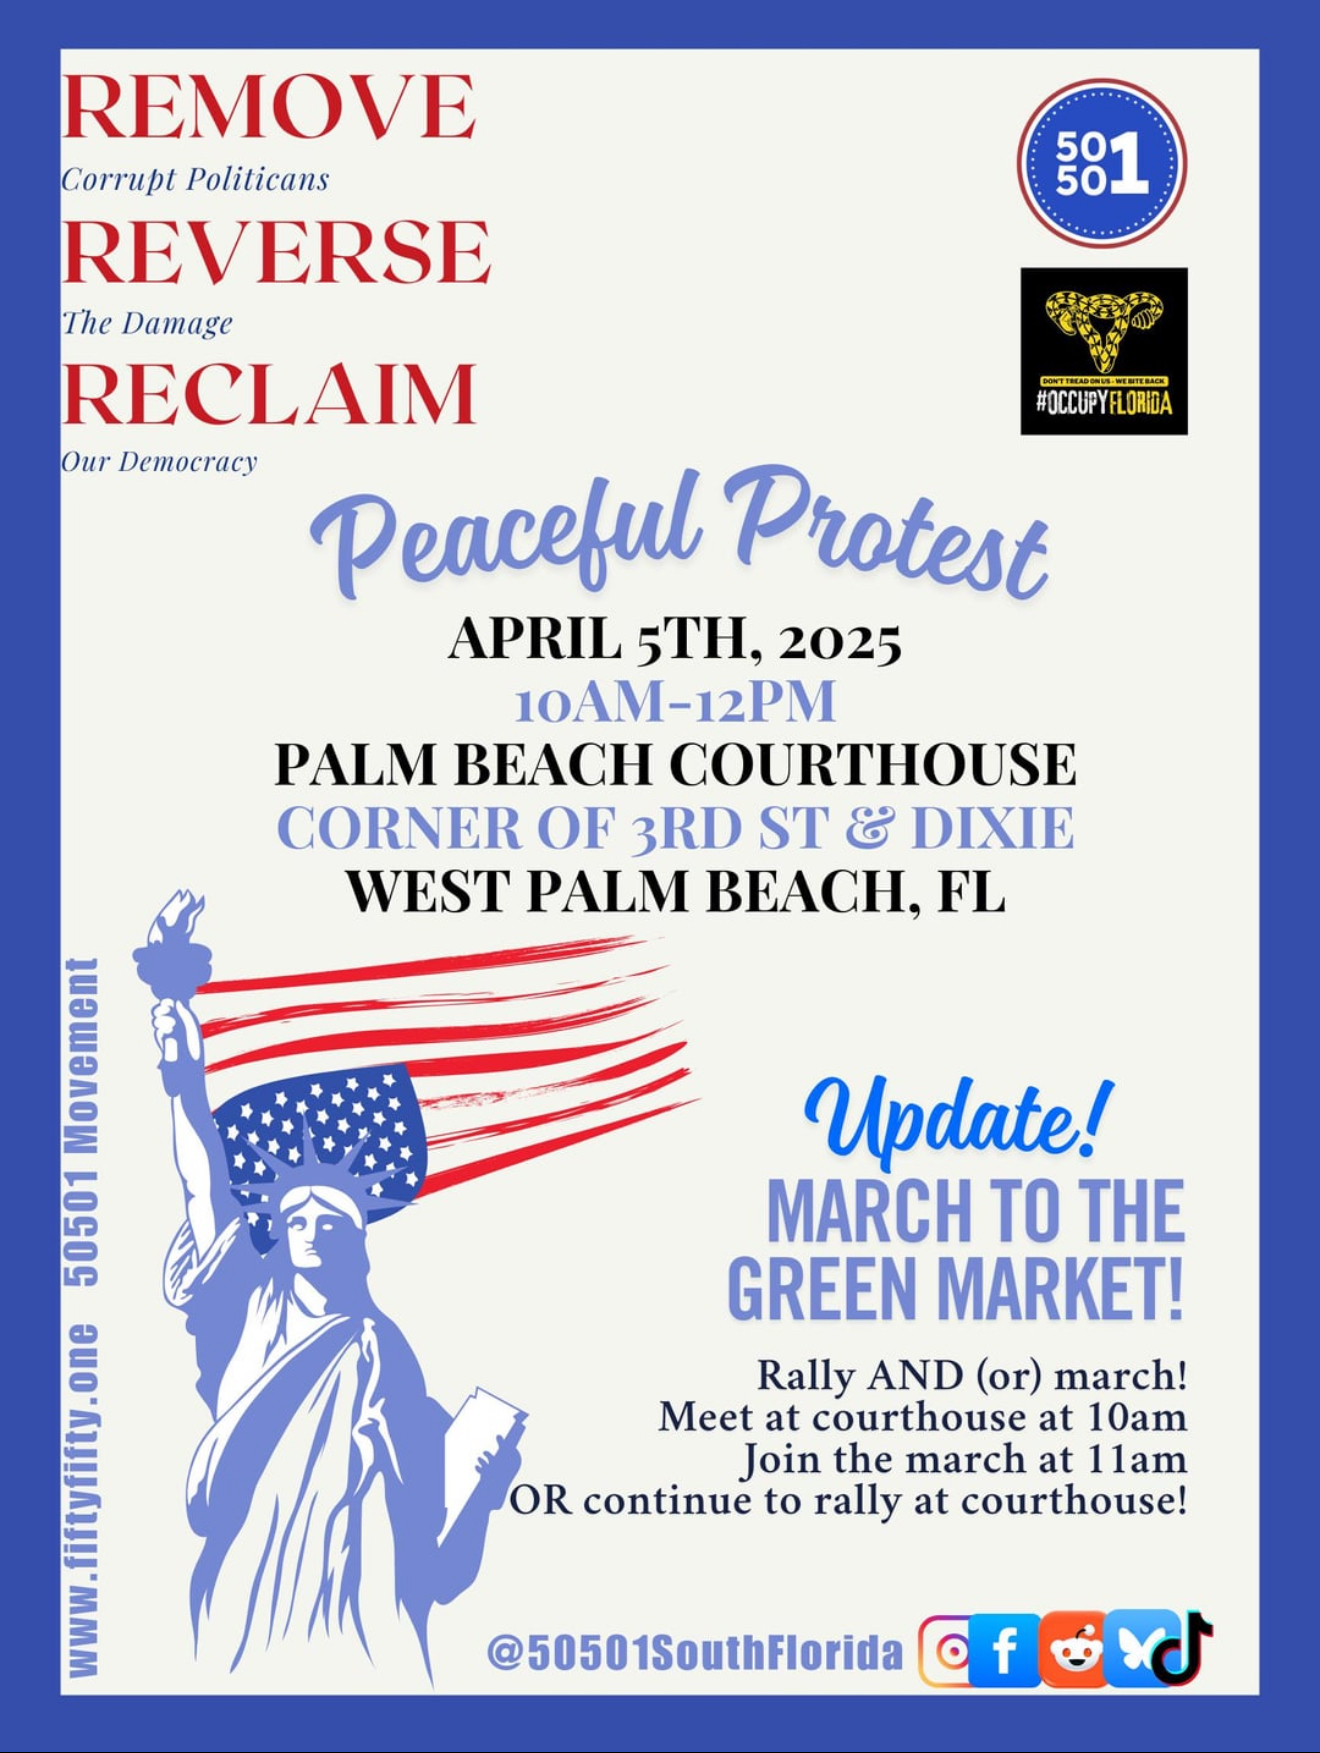 REMOVE
Corrupt Politicans
REVERSE
The Damage
RECLAIM
Our Democracy
50
501
DON'T TREAD ON US - WE BITE BACK
#OCCUPYFLORIDA
Peaceful Protest
APRIL 5TH, 2025
10AM-12PM
PALM BEACH COURTHOUSE
CORNER OF 3RD ST & DIXIE
WEST PALM BEACH, FL
www.fiftyfifty.one 50501 Movement
Update!
MARCH TO THE
GREEN MARKET!
Rally AND (or) march!
Meet at courthouse at 10am
Join the march at 11am
OR continue to rally at courthouse!
@50501SouthFlorida
f